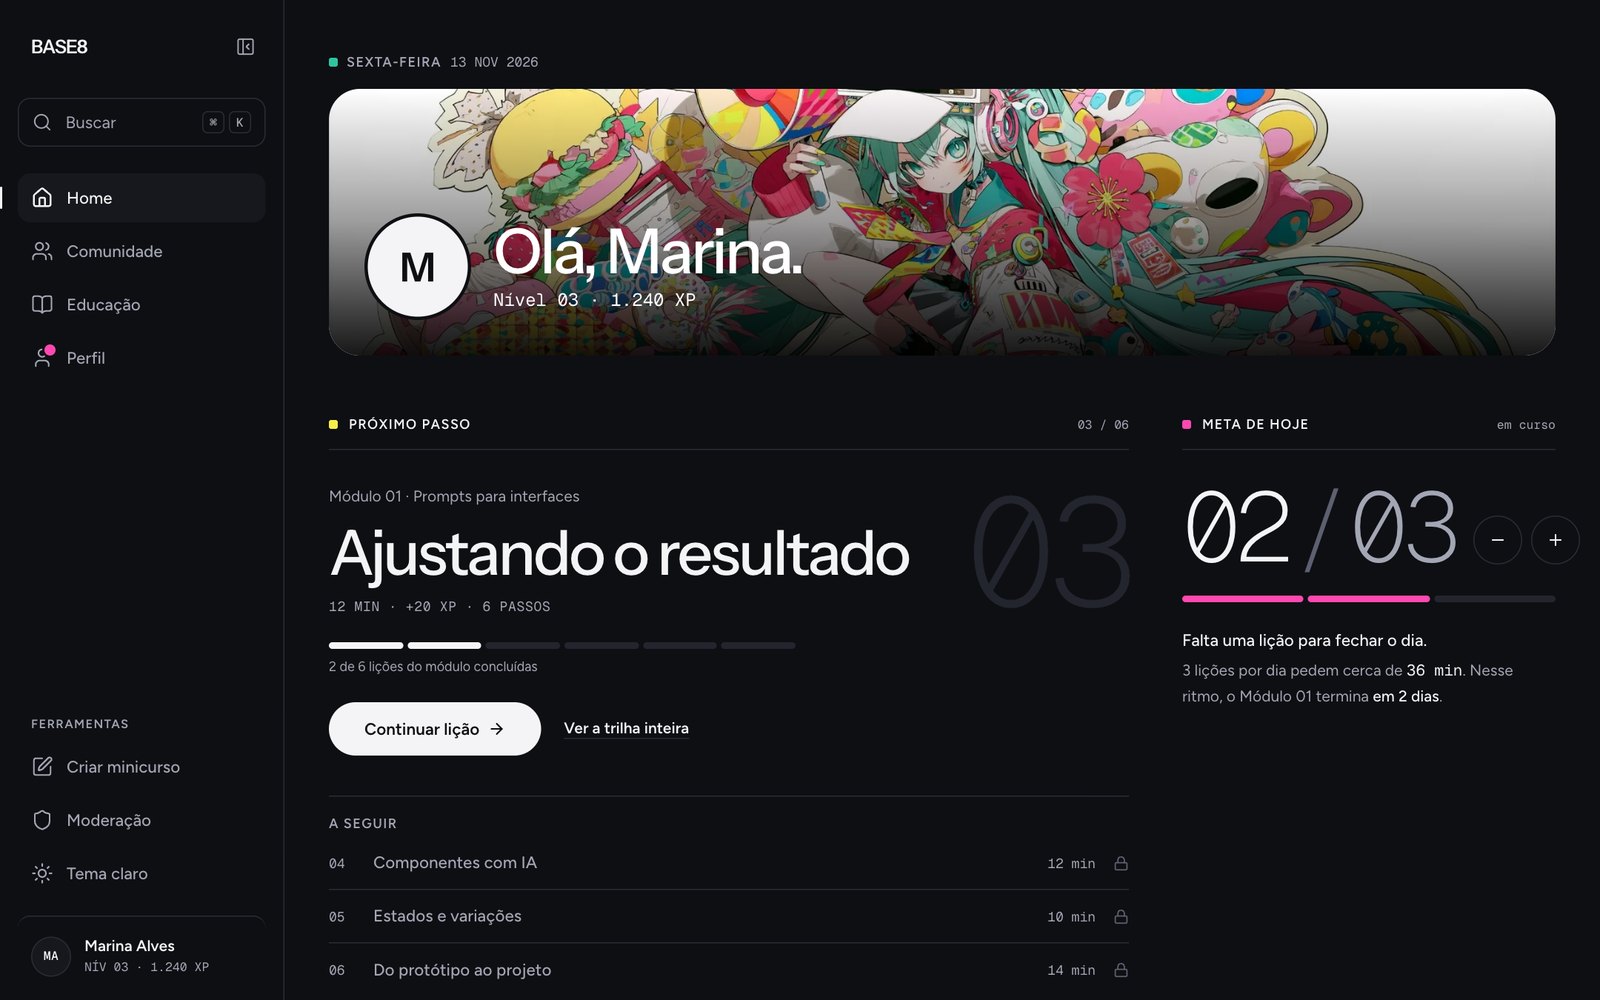 BASE8
Buscar
⌘ K
Home
Comunidade
Educação
Perfil
FERRAMENTAS
Criar minicurso
Moderação
Tema claro
MA
Marina Alves
NÍV 03 · 1.240 XP
SEXTA-FEIRA 13 NOV 2026
M
Olá, Marina.
Nível 03 · 1.240 XP
PRÓXIMO PASSO
03 / 06
Módulo 01 · Prompts para interfaces
Ajustando o resultado
03
12 MIN · +20 XP · 6 PASSOS
2 de 6 lições do módulo concluídas
Continuar lição →
Ver a trilha inteira
A SEGUIR
04 Componentes com IA 12 min
05 Estados e variações 10 min
06 Do protótipo ao projeto 14 min
META DE HOJE
em curso
02/03
− +
Falta uma lição para fechar o dia.
3 lições por dia pedem cerca de 36 min. Nesse
ritmo, o Módulo 01 termina em 2 dias.